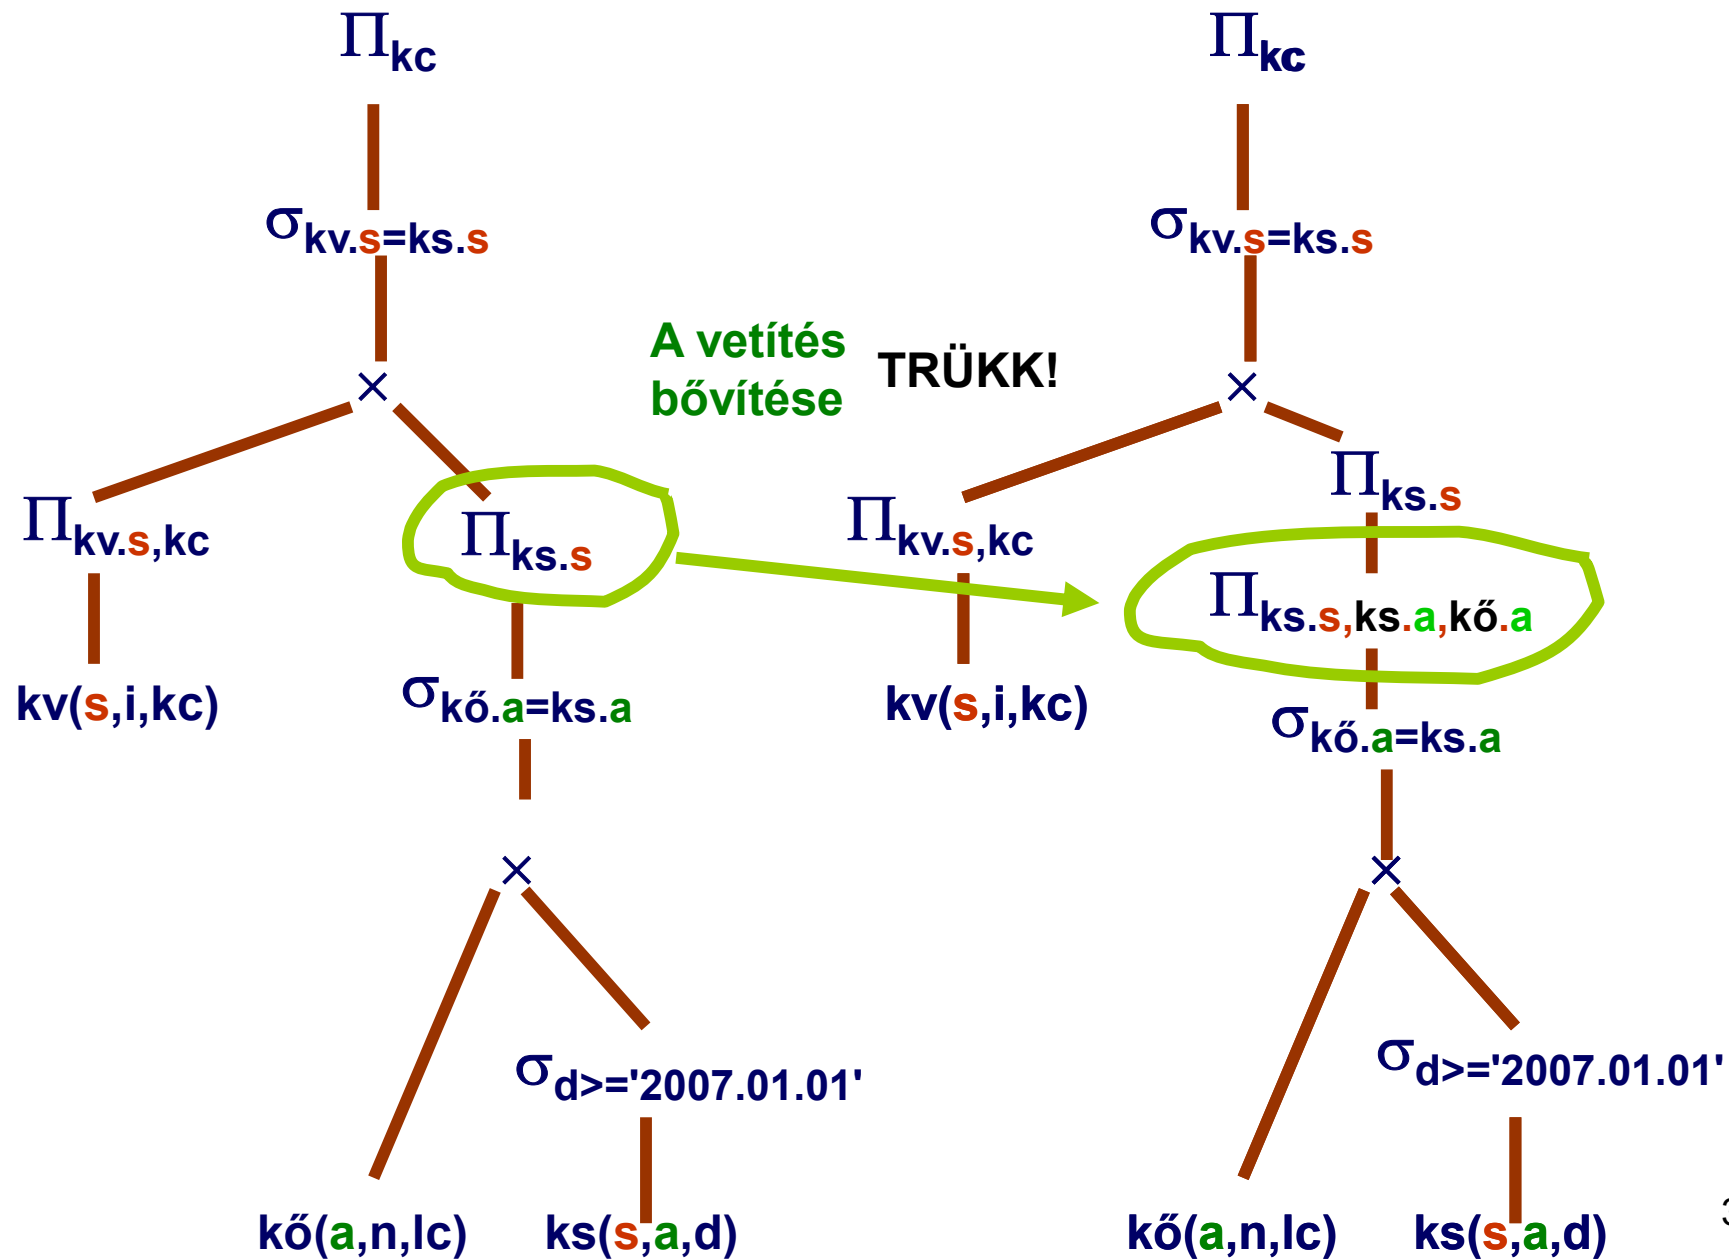 Πkc Πkc
σkv.s=ks.s σkv.s=ks.s
A vetítés
bővítése TRÜKK!
× ×
Πks.s
Πkv.s,kc Πks.s Πkv.s,kc
Πks.s,ks.a,kő.a
kv(s,i,kc) σkő.a=ks.a kv(s,i,kc) σkő.a=ks.a
× ×
σd>='2007.01.01' σd>='2007.01.01'
kő(a,n,lc) ks(s,a,d) kő(a,n,lc) ks(s,a,d)